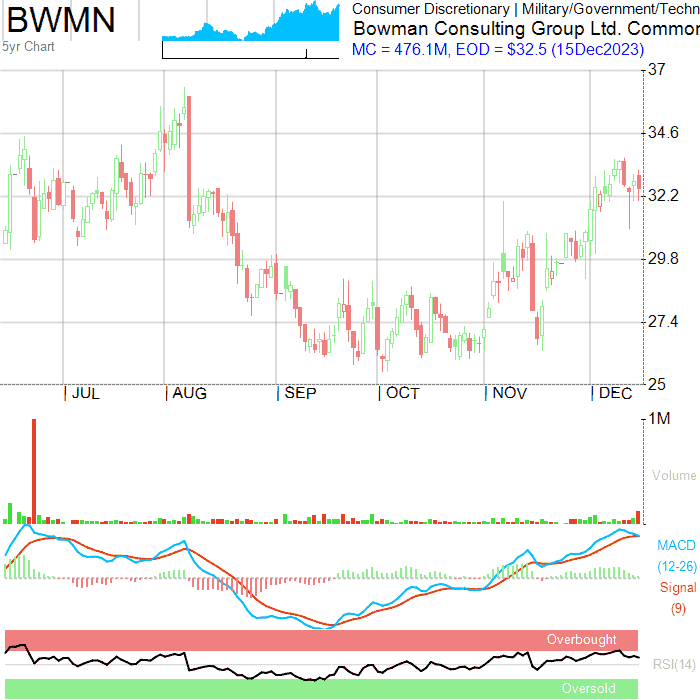 BWMN
5yr Chart
Consumer Discretionary | Military/Government/Techn
Bowman Consulting Group Ltd. Common
MC = 476.1M, EOD = $32.5 (15Dec2023)
37
34.6
32.2
29.8
27.4
25
| JUL | AUG | SEP | OCT | NOV | DEC
1M
Volume
MACD
(12-26)
Signal
(9)
Overbought
RSI(14)
Oversold